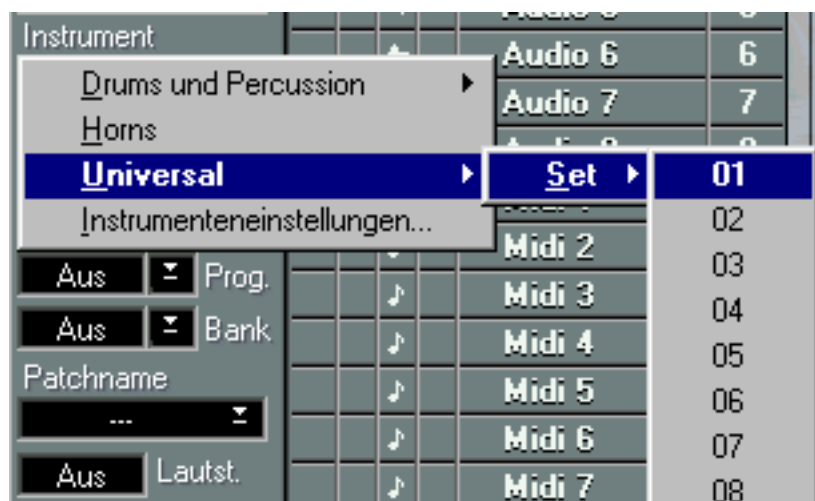 Instrument
Drums und Percussion
Horns
Universal
Instrumenteneinstellungen...
Set
01
02
03
04
05
06
07
08
Aus Prog.
Aus Bank
Patchname
---
Aus Lautst.
Audio 6 6
Audio 7 7
Midi 2
Midi 3
Midi 4
Midi 5
Midi 6
Midi 7